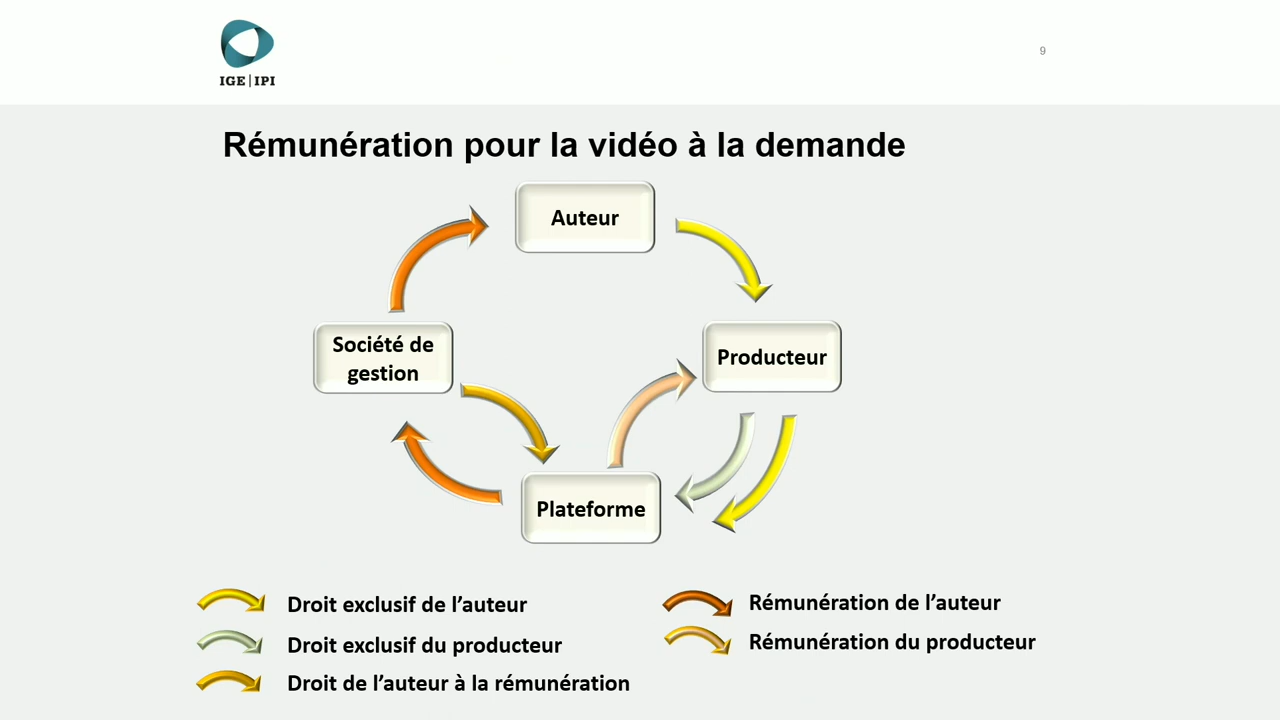 IGE|IPI
9
Rémunération pour la vidéo à la demande
Auteur
Société de
gestion
Producteur
Plateforme
Droit exclusif de l’auteur
Rémunération de l’auteur
Droit exclusif du producteur
Rémunération du producteur
Droit de l’auteur à la rémunération